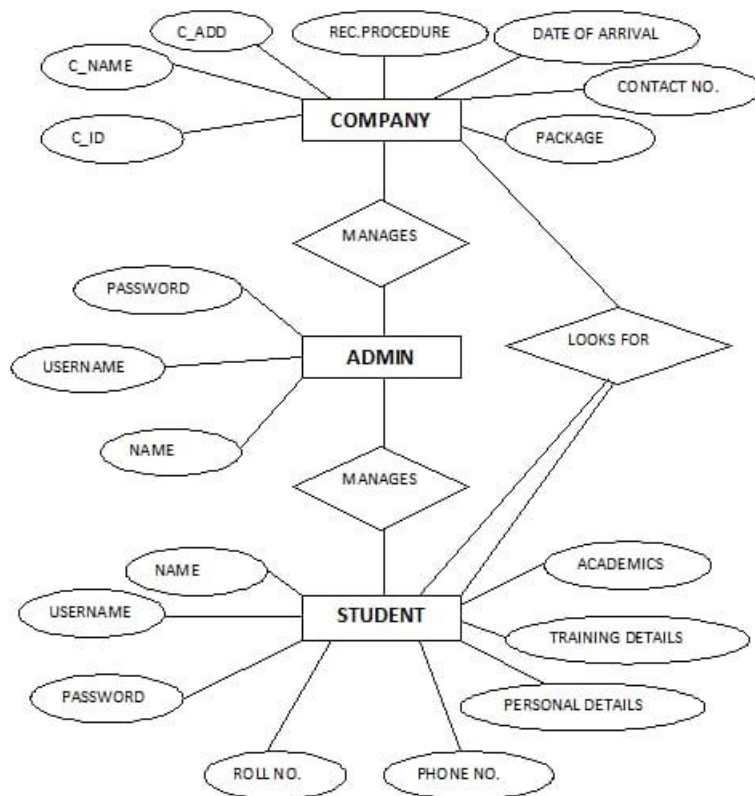 C_ADD
REC.PROCEDURE
DATE OF ARRIVAL
C_NAME
CONTACT NO.
C_ID
COMPANY
PACKAGE
MANAGES
PASSWORD
USERNAME
ADMIN
LOOKS FOR
NAME
MANAGES
NAME
ACADEMICS
USERNAME
STUDENT
TRAINING DETAILS
PASSWORD
PERSONAL DETAILS
ROLL NO.
PHONE NO.